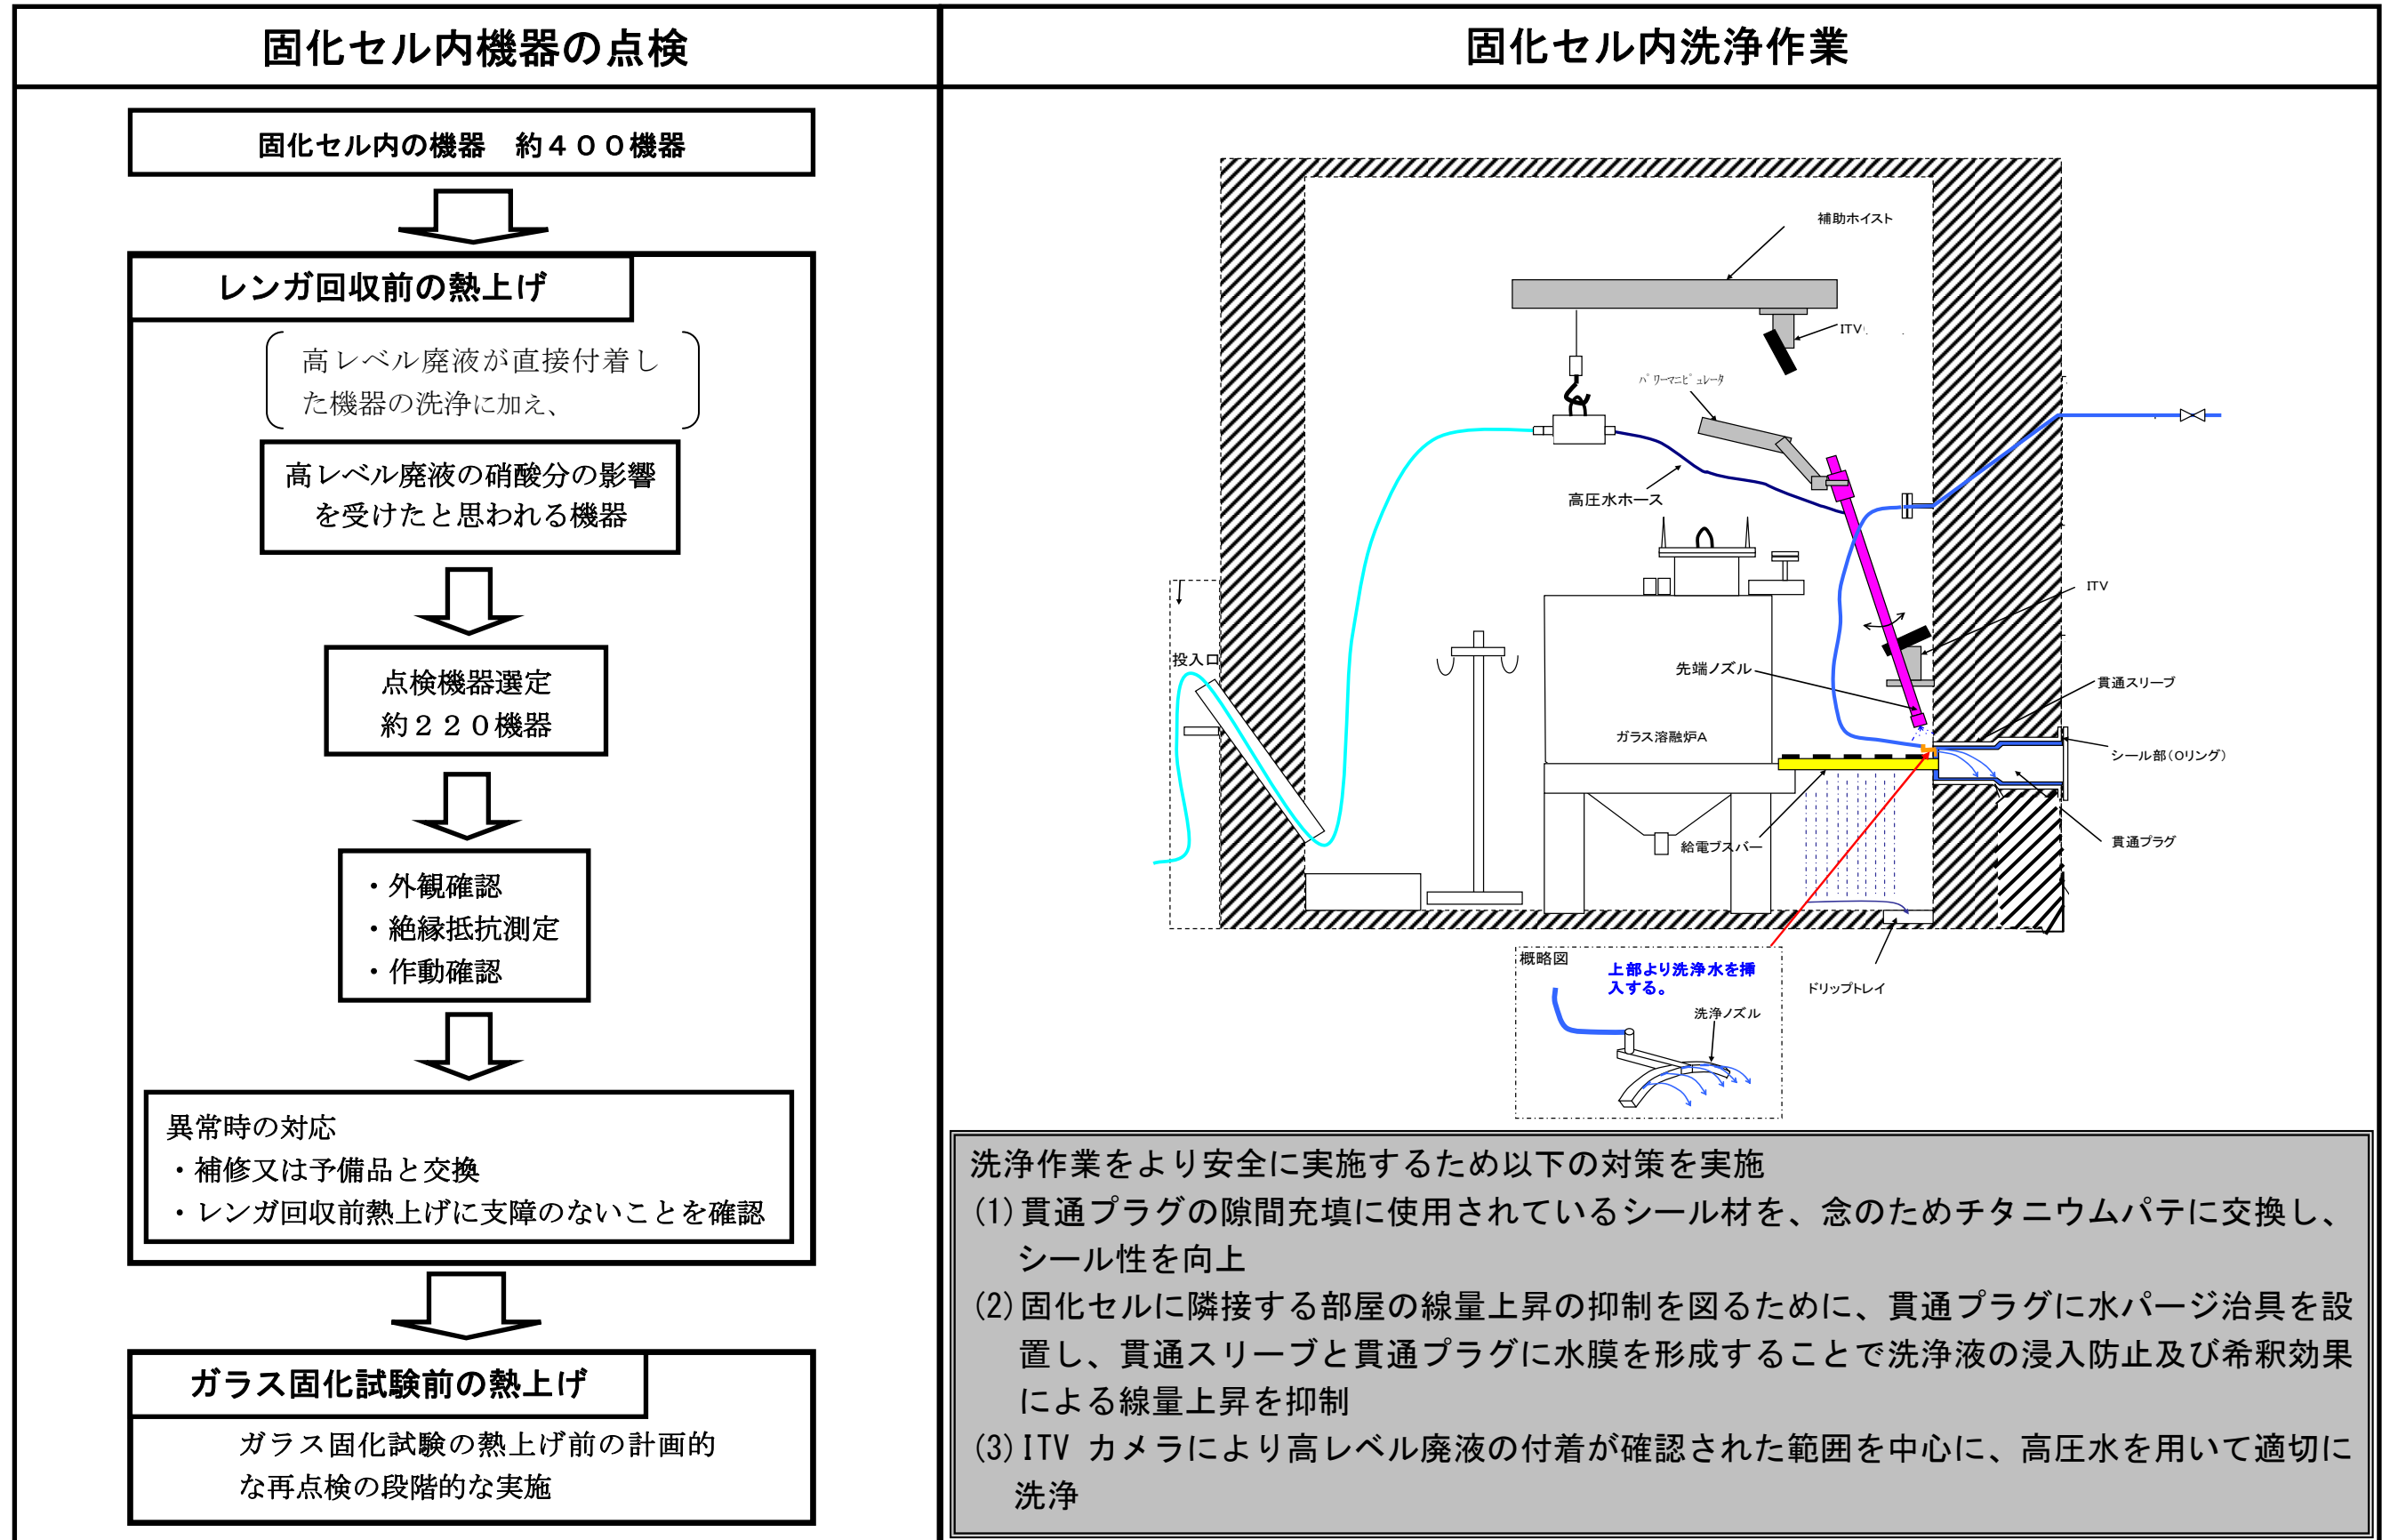 固化セル内機器の点検
固化セル内の機器　約４００機器
レンガ回収前の熱上げ
高レベル廃液が直接付着し
た機器の洗浄に加え、
高レベル廃液の硝酸分の影響
を受けたと思われる機器
点検機器選定
約２２０機器
・外観確認
・絶縁抵抗測定
・作動確認
異常時の対応
・補修又は予備品と交換
・レンガ回収前熱上げに支障のないことを確認
ガラス固化試験前の熱上げ
ガラス固化試験の熱上げ前の計画的
な再点検の段階的な実施
固化セル内洗浄作業
補助ホイスト
ITV
ﾊﾟﾜｰﾏﾆﾋﾟｭﾚｰﾀ
高圧水ホース
ITV
投入口
先端ノズル
貫通スリーブ
ガラス溶融炉A
シール部(Oリング)
給電ブスバー
貫通プラグ
ドリップトレイ
概略図
上部より洗浄水を挿
入する。
洗浄ノズル
洗浄作業をより安全に実施するため以下の対策を実施
(1)貫通プラグの隙間充填に使用されているシール材を、念のためチタニウムパテに交換し、
シール性を向上
(2)固化セルに隣接する部屋の線量上昇の抑制を図るために、貫通プラグに水パージ治具を設
置し、貫通スリーブと貫通プラグに水膜を形成することで洗浄液の浸入防止及び希釈効果
による線量上昇を抑制
(3)ITV カメラにより高レベル廃液の付着が確認された範囲を中心に、高圧水を用いて適切に
洗浄